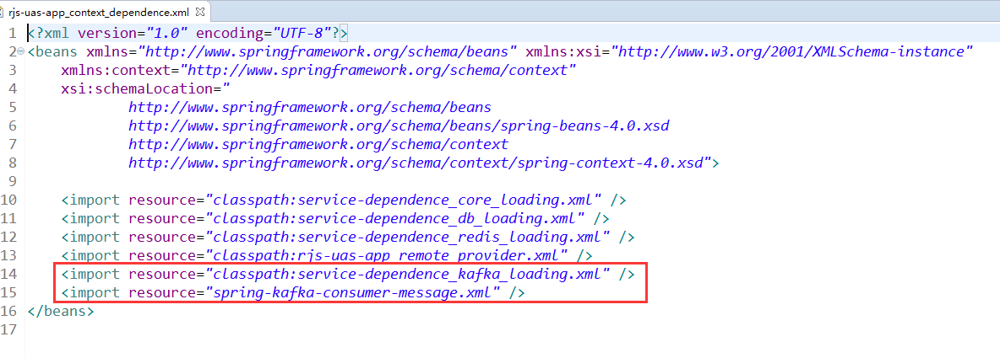 rjs-uas-app_context_dependence.xml
1 <?xml version="1.0" encoding="UTF-8"?>
2 <beans xmlns="http://www.springframework.org/schema/beans" xmlns:xsi="http://www.w3.org/2001/XMLSchema-instance"
3 xmlns:context="http://www.springframework.org/schema/context"
4 xsi:schemaLocation="
5 http://www.springframework.org/schema/beans
6 http://www.springframework.org/schema/beans/spring-beans-4.0.xsd
7 http://www.springframework.org/schema/context
8 http://www.springframework.org/schema/context/spring-context-4.0.xsd">
9
10 <import resource="classpath:service-dependence_core_loading.xml" />
11 <import resource="classpath:service-dependence_db_loading.xml" />
12 <import resource="classpath:service-dependence_redis_loading.xml" />
13 <import resource="classpath:rjs-uas-app_remote_provider.xml" />
14 <import resource="classpath:service-dependence_kafka_loading.xml" />
15 <import resource="spring-kafka-consumer-message.xml" />
16 </beans>
17